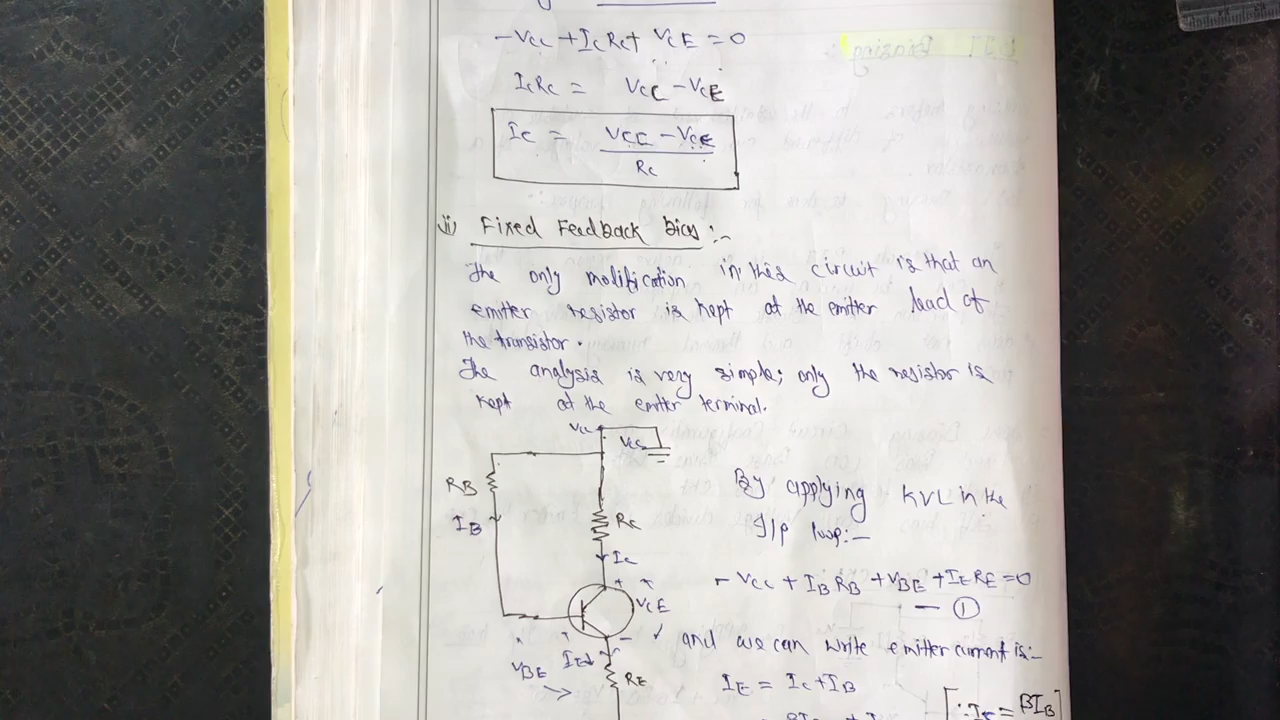 -VCC + ICRC + VCE = 0
ICRC = VCC - VCE
IC = VCC - VCE / RC
ii) Fixed Feedback Bias :-
The only modification in this circuit is that an
emitter resistor is kept at the emitter lead of
the transistor.
The analysis is very simple; only the resistor is
kept at the emitter terminal.
VCC
VCC
RB
IB
RC
IC
+
VCE
-
VBE
IE
RE
By applying KVL in the
I/P loop:-
- VCC + IBRB + VBE + IERE = 0
— ①
and we can write emitter current is:-
IE = IC + IB
[∵ IC = βIB]